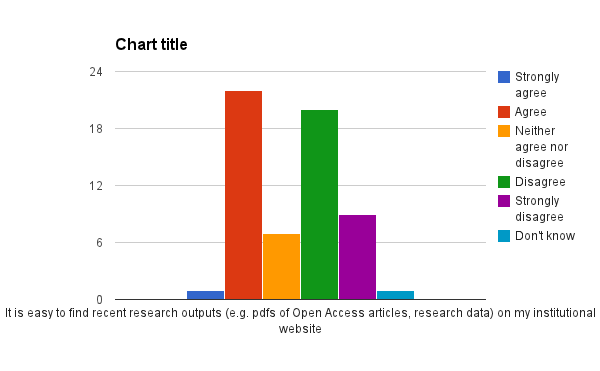 Chart title
24
18
12
6
0
Strongly
agree
Agree
Neither
agree nor
disagree
Disagree
Strongly
disagree
Don't know
It is easy to find recent research outputs (e.g. pdfs of Open Access articles, research data) on my institutional
website